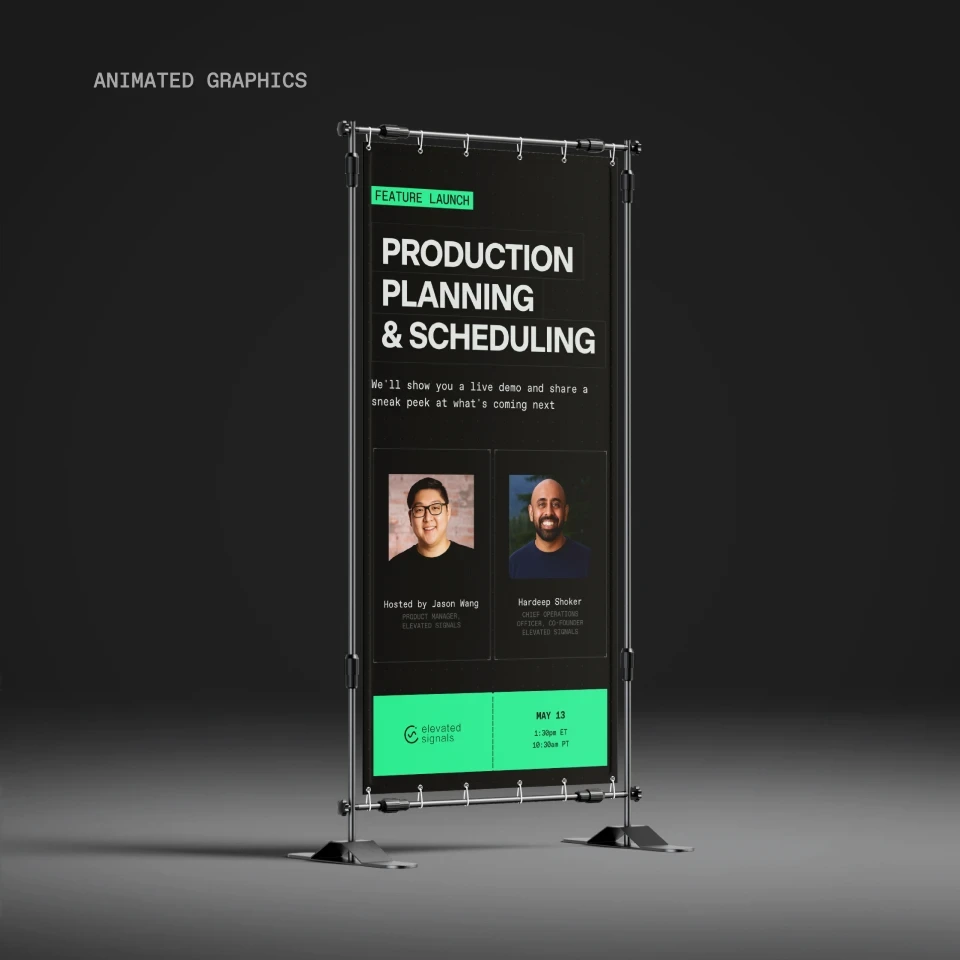 ANIMATED GRAPHICS
FEATURE LAUNCH
PRODUCTION
PLANNING
& SCHEDULING
We'll show you a live demo and share a
sneak peek at what's coming next
Hosted by Jason Wang
PRODUCT MANAGER,
ELEVATED SIGNALS
Hardeep Shoker
CHIEF OPERATIONS
OFFICER, CO-FOUNDER
ELEVATED SIGNALS
elevated
signals
MAY 13
1:30pm ET
10:30am PT